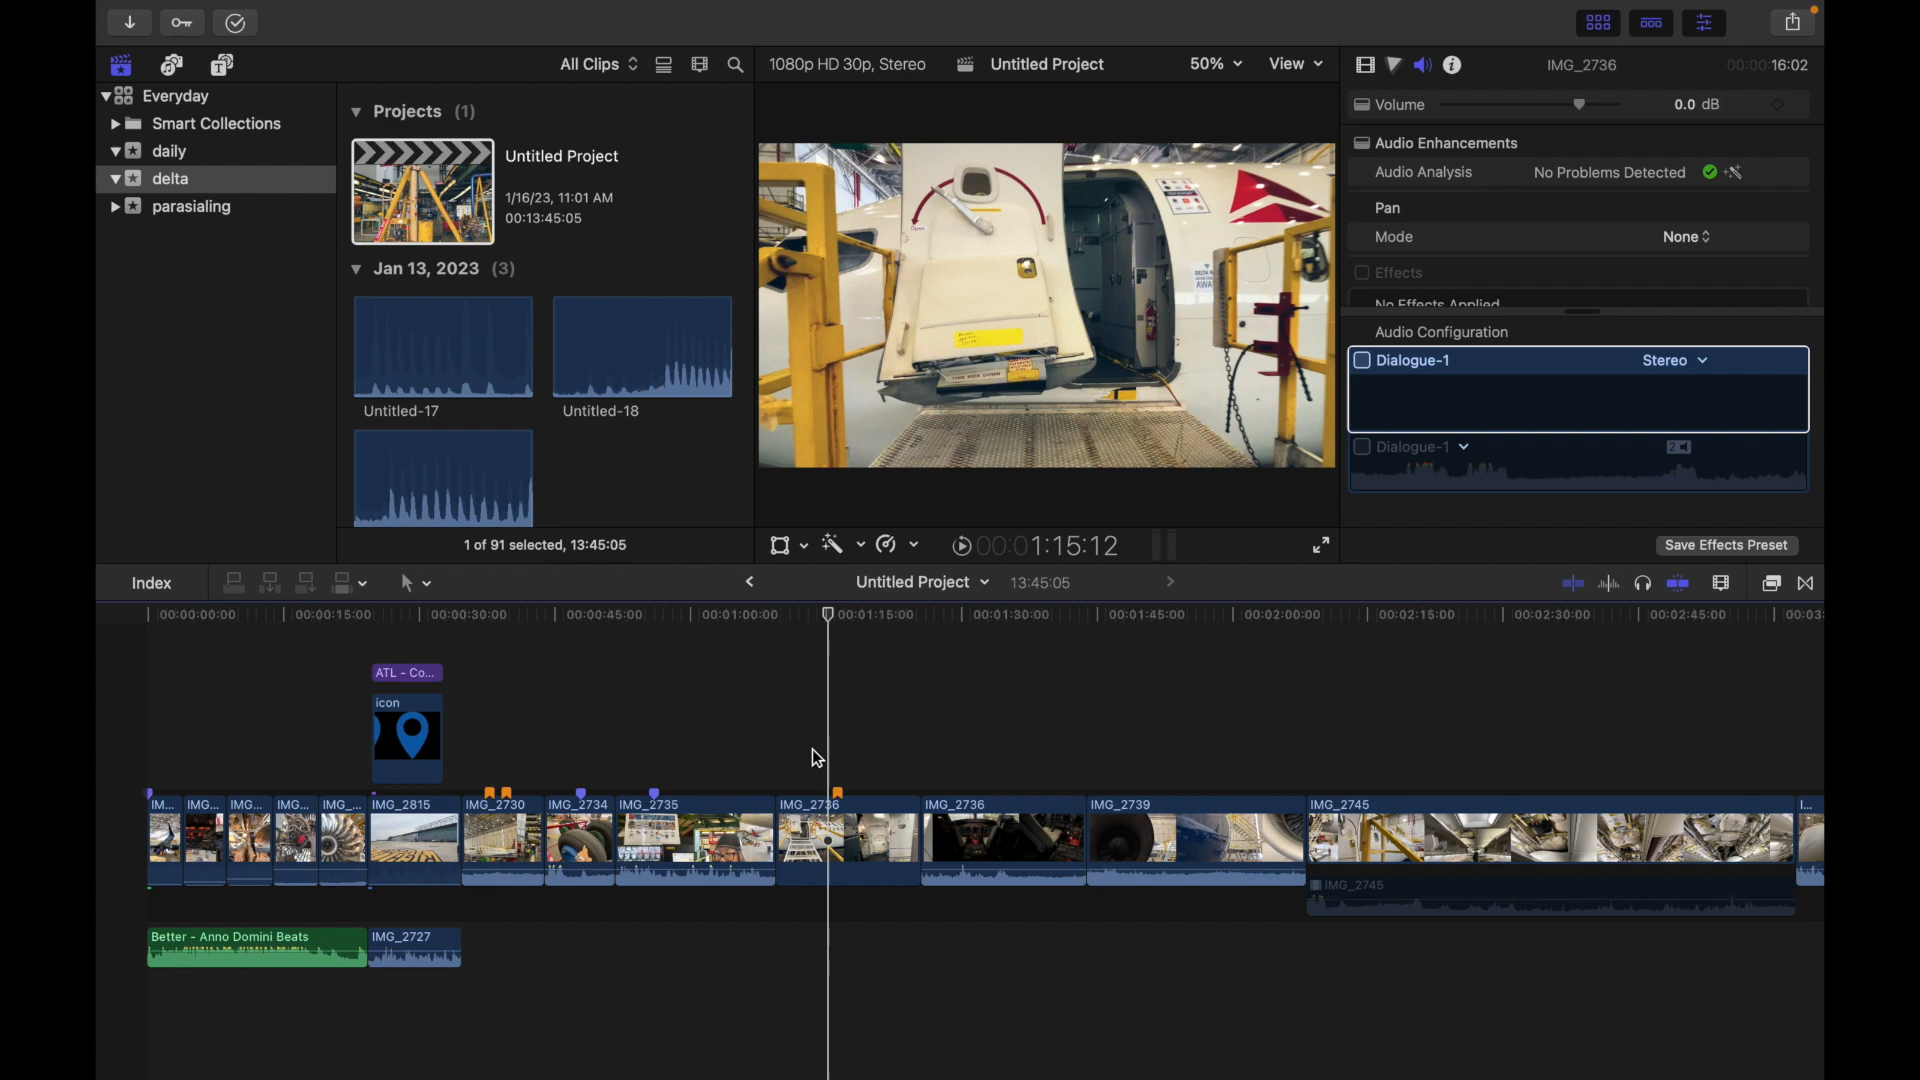 All Clips
1080p HD 30p, Stereo
Untitled Project
50%
View
IMG_2736
00:00:16:02
Everyday
Smart Collections
daily
delta
parasialing
Projects (1)
Untitled Project
1/16/23, 11:01 AM
00:13:45:05
Jan 13, 2023 (3)
Untitled-17
Untitled-18
1 of 91 selected, 13:45:05
Open
THIS SIDE DOWN
00:01:15:12
Volume
0.0 dB
Audio Enhancements
Audio Analysis
No Problems Detected
Pan
Mode
None
Effects
No Effects Applied
Audio Configuration
Dialogue-1
Stereo
Dialogue-1
2
Save Effects Preset
Index
Untitled Project
13:45:05
00:00:00:00
00:00:15:00
00:00:30:00
00:00:45:00
00:01:00:00
00:01:15:00
00:01:30:00
00:01:45:00
00:02:00:00
00:02:15:00
00:02:30:00
00:02:45:00
00:03:
ATL - Co...
icon
IM...
IMG...
IMG...
IMG...
IMG_...
IMG_2815
IMG_2730
IMG_2734
IMG_2735
IMG_2736
IMG_2736
IMG_2739
IMG_2745
I...
IMG_2745
Better - Anno Domini Beats
IMG_2727